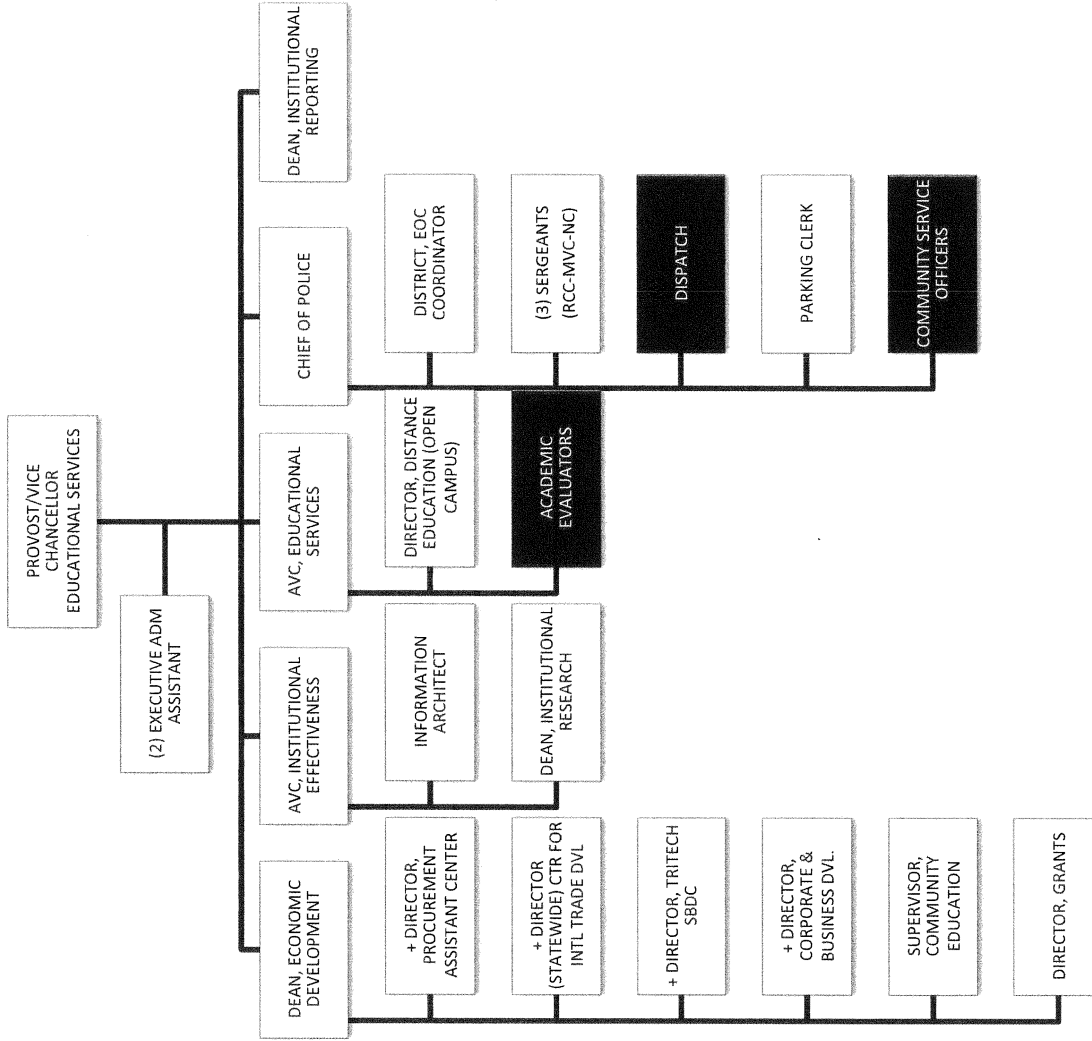 PROVOST/VICE
CHANCELLOR
EDUCATIONAL SERVICES
(2) EXECUTIVE ADM
ASSISTANT
DEAN, ECONOMIC
DEVELOPMENT
+ DIRECTOR,
PROCUREMENT
ASSISTANT CENTER
+ DIRECTOR
(STATEWIDE) CTR FOR
INTL TRADE DVL
+ DIRECTOR, TRITECH
SBDC
+ DIRECTOR,
CORPORATE &
BUSINESS DVL.
SUPERVISOR,
COMMUNITY
EDUCATION
DIRECTOR, GRANTS
AVC, INSTITUTIONAL
EFFECTIVENESS
INFORMATION
ARCHITECT
DEAN, INSTITUTIONAL
RESEARCH
AVC, EDUCATIONAL
SERVICES
DIRECTOR, DISTANCE
EDUCATION (OPEN
CAMPUS)
ACADEMIC
EVALUATORS
CHIEF OF POLICE
DISTRICT, EOC
COORDINATOR
(3) SERGEANTS
(RCC-MVC-NC)
DISPATCH
PARKING CLERK
COMMUNITY SERVICE
OFFICERS
DEAN, INSTITUTIONAL
REPORTING